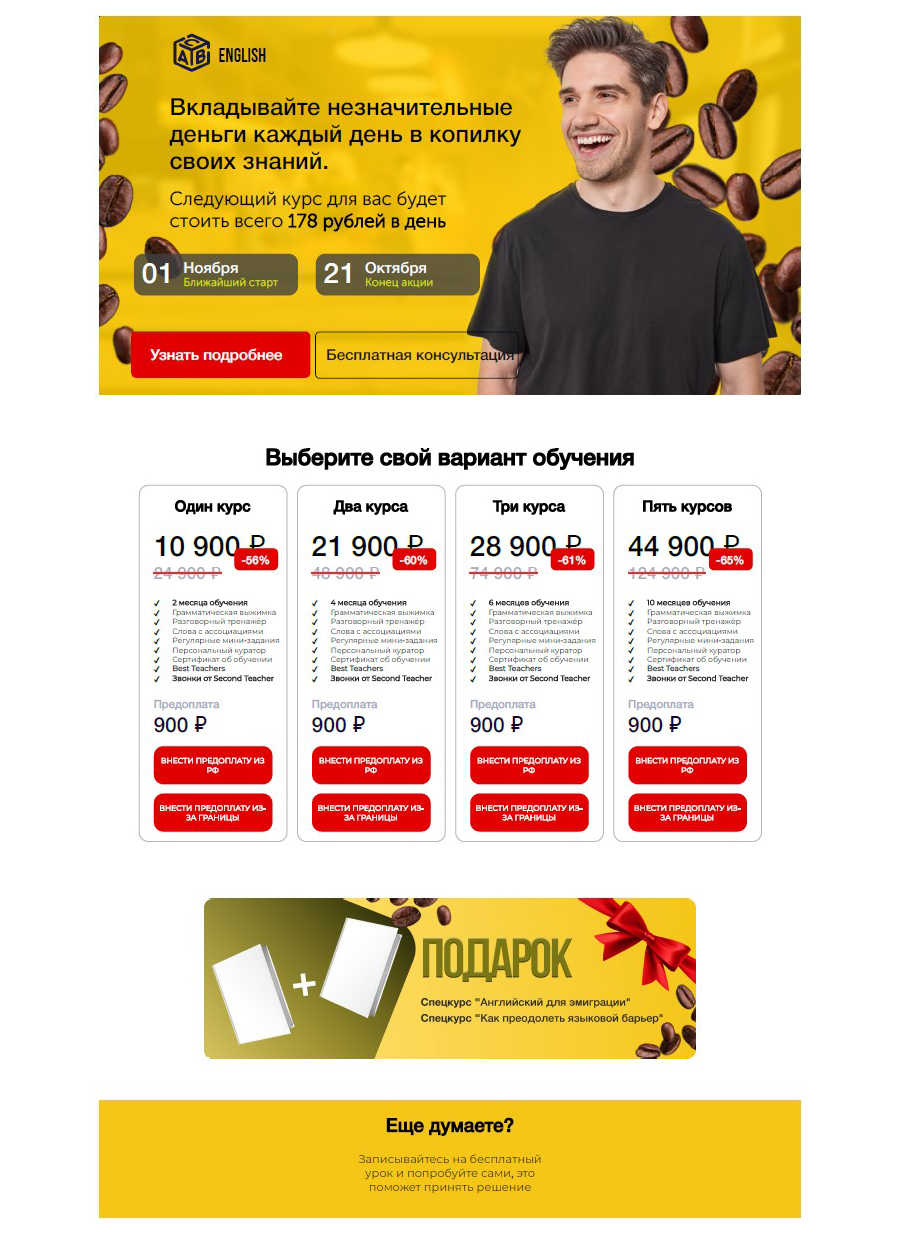 ENGLISH
Вкладывайте незначительные
деньги каждый день в копилку
своих знаний.
Следующий курс для вас будет
стоить всего 178 рублей в день
01 Ноября
Ближайший старт
21 Октября
Конец акции
Узнать подробнее
Бесплатная консультация
Выберите свой вариант обучения
Один курс
10 900 ₽
-56%
24 900 ₽
✓ 2 месяца обучения
✓ Грамматическая выжимка
✓ Разговорный тренажёр
✓ Слова с ассоциациями
✓ Регулярные мини-задания
✓ Персональный куратор
✓ Сертификат об обучении
✓ Best Teachers
✓ Звонки от Second Teacher
Предоплата
900 ₽
ВНЕСТИ ПРЕДОПЛАТУ ИЗ
РФ
ВНЕСТИ ПРЕДОПЛАТУ ИЗ-
ЗА ГРАНИЦЫ
Два курса
21 900 ₽
-60%
48 900 ₽
✓ 4 месяца обучения
✓ Грамматическая выжимка
✓ Разговорный тренажёр
✓ Слова с ассоциациями
✓ Регулярные мини-задания
✓ Персональный куратор
✓ Сертификат об обучении
✓ Best Teachers
✓ Звонки от Second Teacher
Предоплата
900 ₽
ВНЕСТИ ПРЕДОПЛАТУ ИЗ
РФ
ВНЕСТИ ПРЕДОПЛАТУ ИЗ-
ЗА ГРАНИЦЫ
Три курса
28 900 ₽
-61%
74 900 ₽
✓ 6 месяцев обучения
✓ Грамматическая выжимка
✓ Разговорный тренажёр
✓ Слова с ассоциациями
✓ Регулярные мини-задания
✓ Персональный куратор
✓ Сертификат об обучении
✓ Best Teachers
✓ Звонки от Second Teacher
Предоплата
900 ₽
ВНЕСТИ ПРЕДОПЛАТУ ИЗ
РФ
ВНЕСТИ ПРЕДОПЛАТУ ИЗ-
ЗА ГРАНИЦЫ
Пять курсов
44 900 ₽
-65%
124 900 ₽
✓ 10 месяцев обучения
✓ Грамматическая выжимка
✓ Разговорный тренажёр
✓ Слова с ассоциациями
✓ Регулярные мини-задания
✓ Персональный куратор
✓ Сертификат об обучении
✓ Best Teachers
✓ Звонки от Second Teacher
Предоплата
900 ₽
ВНЕСТИ ПРЕДОПЛАТУ ИЗ
РФ
ВНЕСТИ ПРЕДОПЛАТУ ИЗ-
ЗА ГРАНИЦЫ
+
ПОДАРОК
Спецкурс "Английский для эмиграции"
Спецкурс "Как преодолеть языковой барьер"
Еще думаете?
Записывайтесь на бесплатный
урок и попробуйте сами, это
поможет принять решение